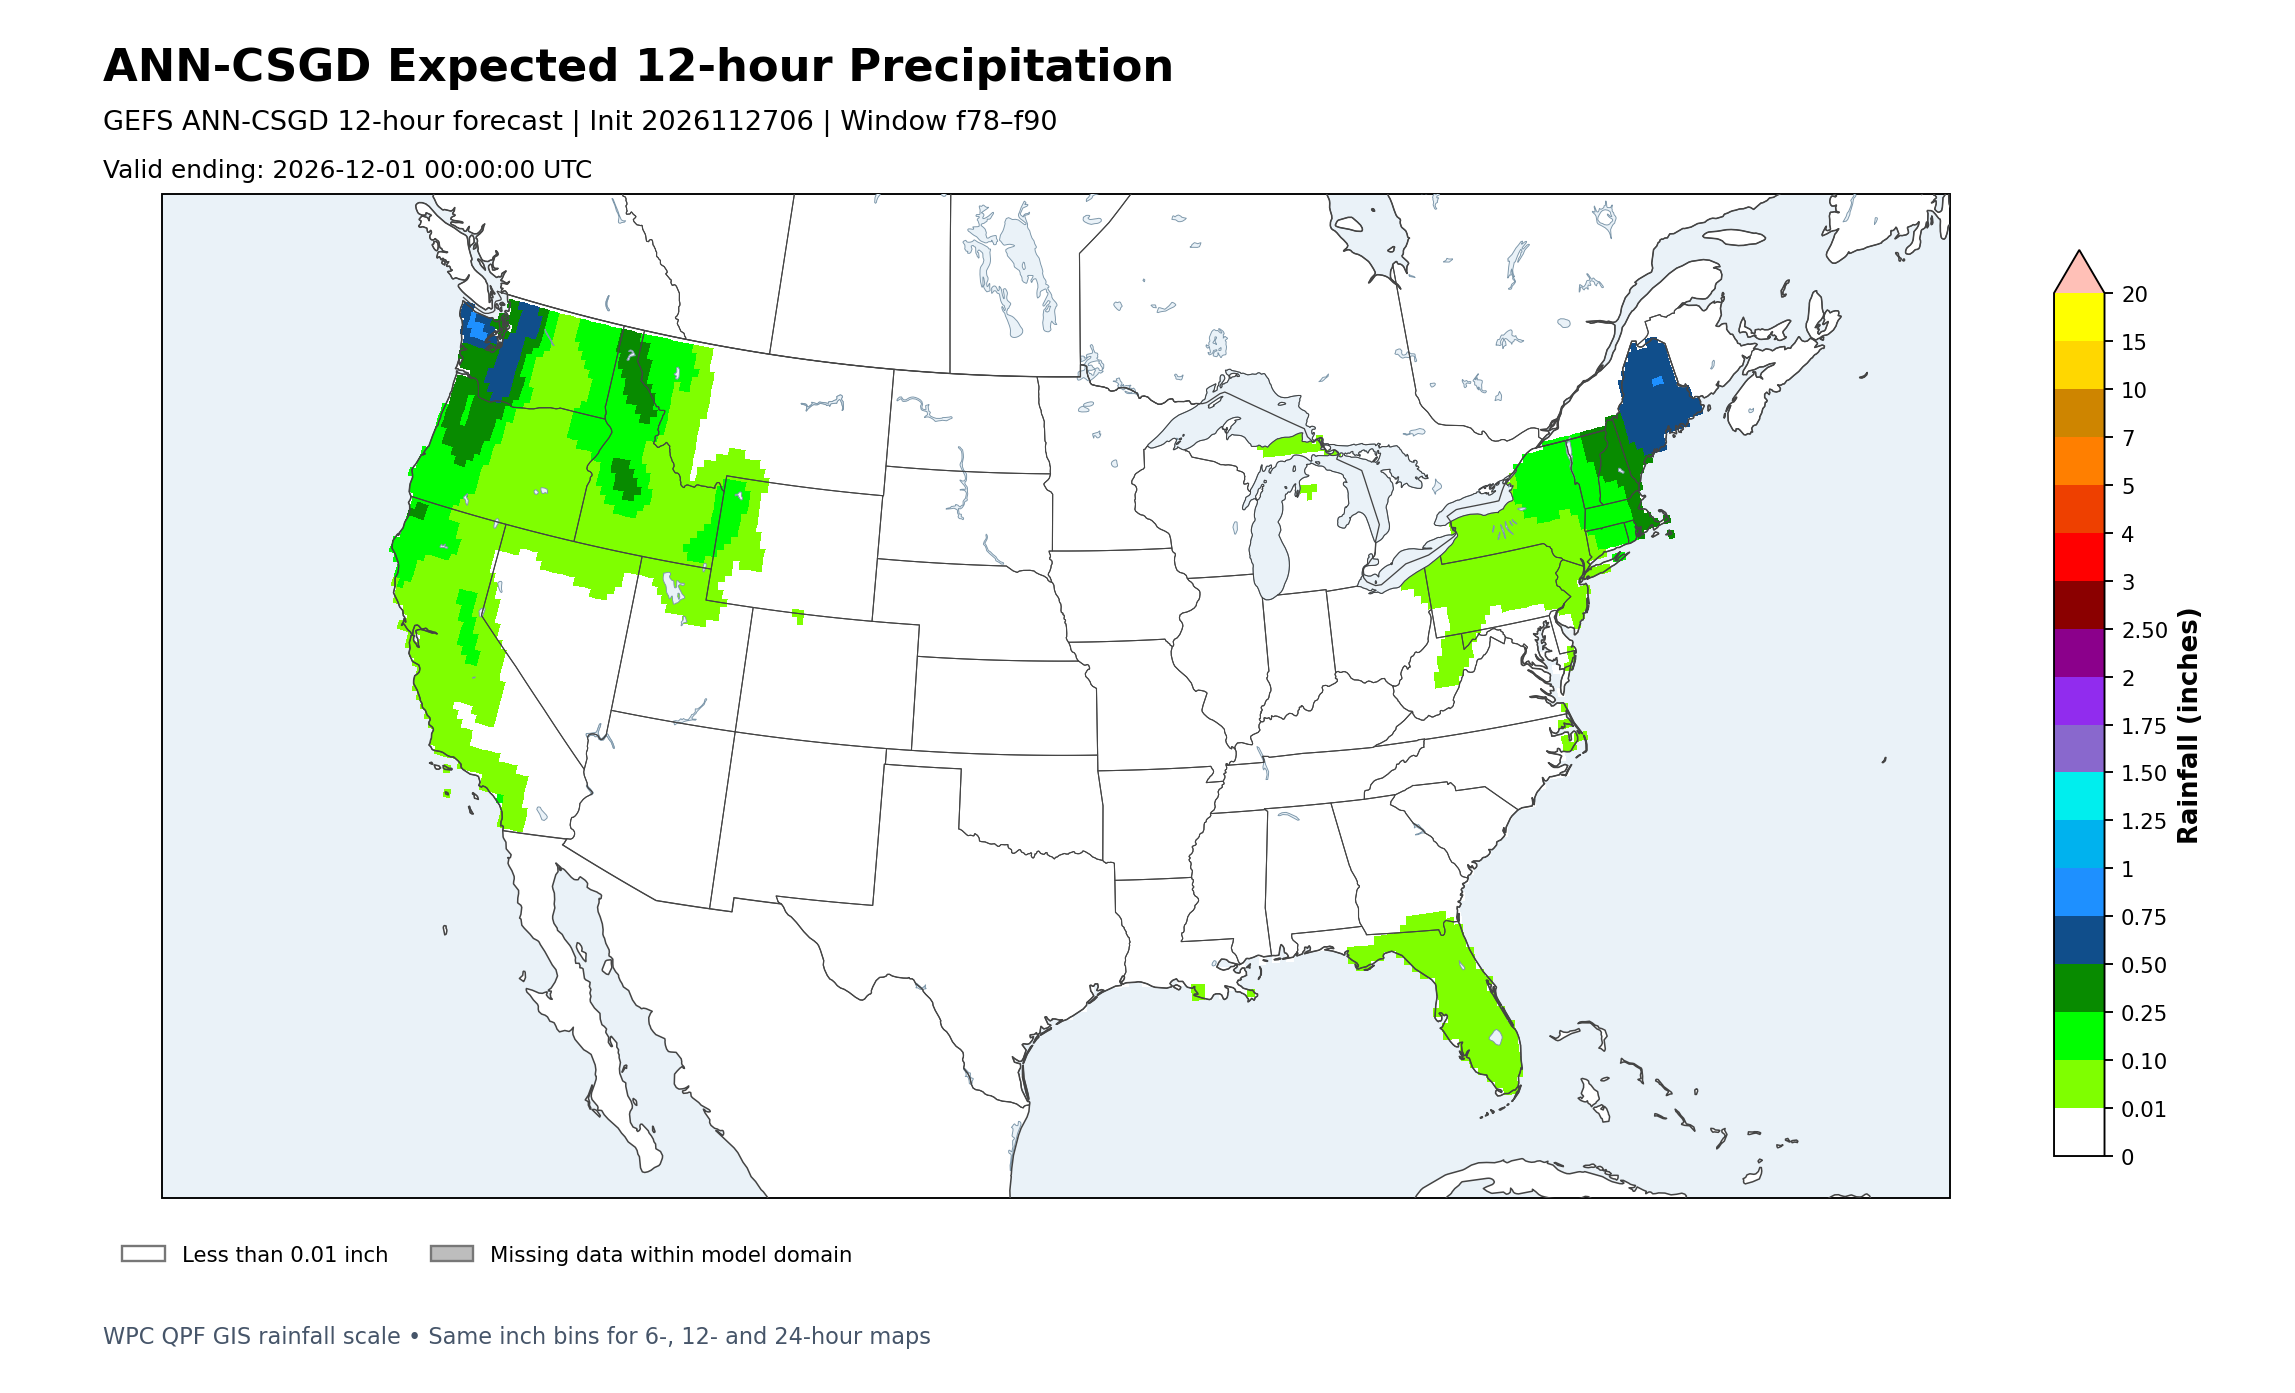 ANN-CSGD Expected 12-hour Precipitation
GEFS ANN-CSGD 12-hour forecast | Init 2026112706 | Window f78–f90
Valid ending: 2026-12-01 00:00:00 UTC
20
15
10
7
5
4
3
2.50
2
1.75
1.50
1.25
1
0.75
0.50
0.25
0.10
0.01
0
Rainfall (inches)
Less than 0.01 inch
Missing data within model domain
WPC QPF GIS rainfall scale • Same inch bins for 6-, 12- and 24-hour maps